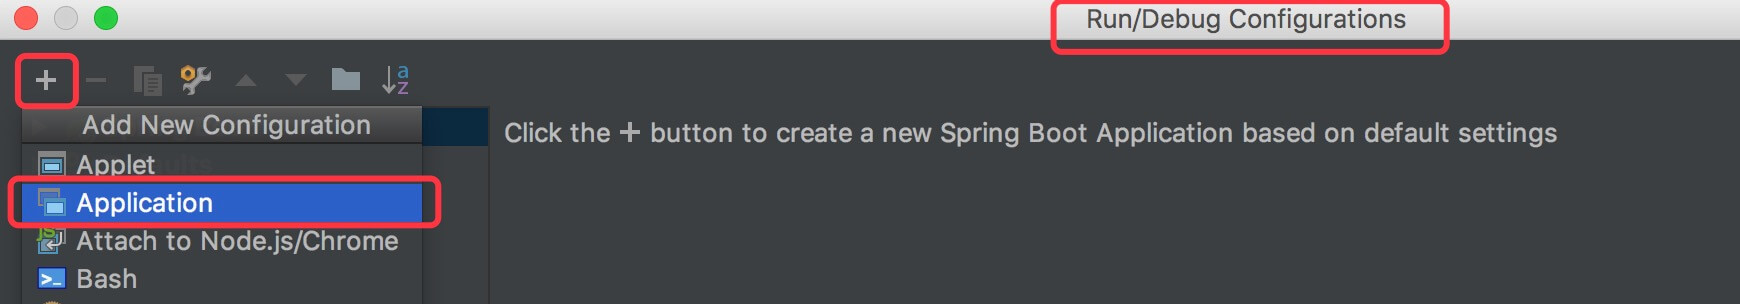 Run/Debug Configurations
a
z
Add New Configuration
Click the + button to create a new Spring Boot Application based on default settings
Applet
Application
JS
Attach to Node.js/Chrome
>_
Bash